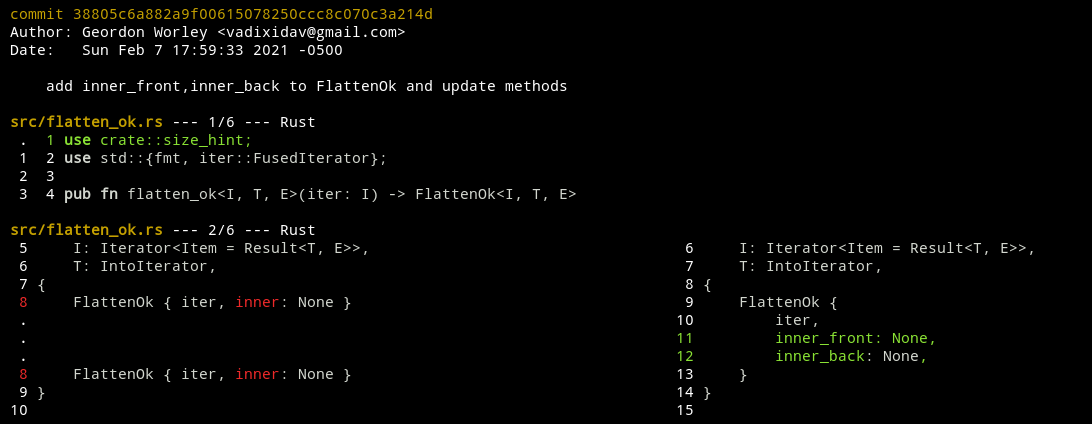 commit 38805c6a882a9f00615078250ccc8c070c3a214d
Author: Geordon Worley <vadixidav@gmail.com>
Date:   Sun Feb 7 17:59:33 2021 -0500
    add inner_front,inner_back to FlattenOk and update methods
src/flatten_ok.rs --- 1/6 --- Rust
 .  1 use crate::size_hint;
 1  2 use std::{fmt, iter::FusedIterator};
 2  3
 3  4 pub fn flatten_ok<I, T, E>(iter: I) -> FlattenOk<I, T, E>
src/flatten_ok.rs --- 2/6 --- Rust
 5     I: Iterator<Item = Result<T, E>>,                                    6     I: Iterator<Item = Result<T, E>>,
 6     T: IntoIterator,                                                     7     T: IntoIterator,
 7 {                                                                        8 {
 8     FlattenOk { iter, inner: None }                                      9     FlattenOk {
 .                                                                        10         iter,
 .                                                                        11         inner_front: None,
 .                                                                        12         inner_back: None,
 8     FlattenOk { iter, inner: None }                                     13     }
 9 }                                                                       14 }
10                                                                         15